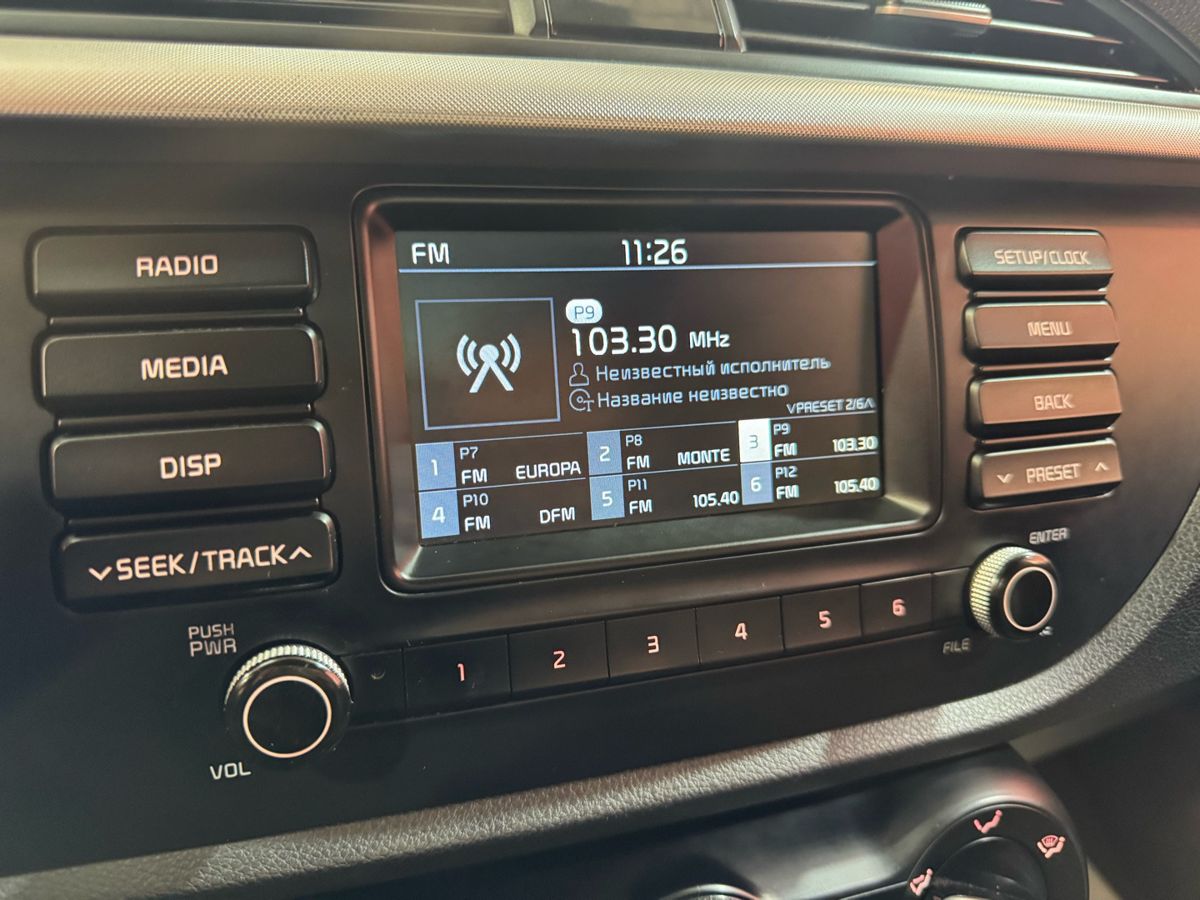 RADIO
MEDIA
DISP
SEEK/TRACK
PUSH
PWR
VOL
FM 11:26
P9
103.30 MHz
Неизвестный исполнитель
Название неизвестно
PRESET 2/6
1 P7 FM EUROPA
2 P8 FM MONTE
3 P9 FM 103.30
4 P10 FM DFM
5 P11 FM 105.40
6 P12 FM 105.40
1 2 3 4 5 6
SETUP/CLOCK
MENU
BACK
PRESET
ENTER
FILE